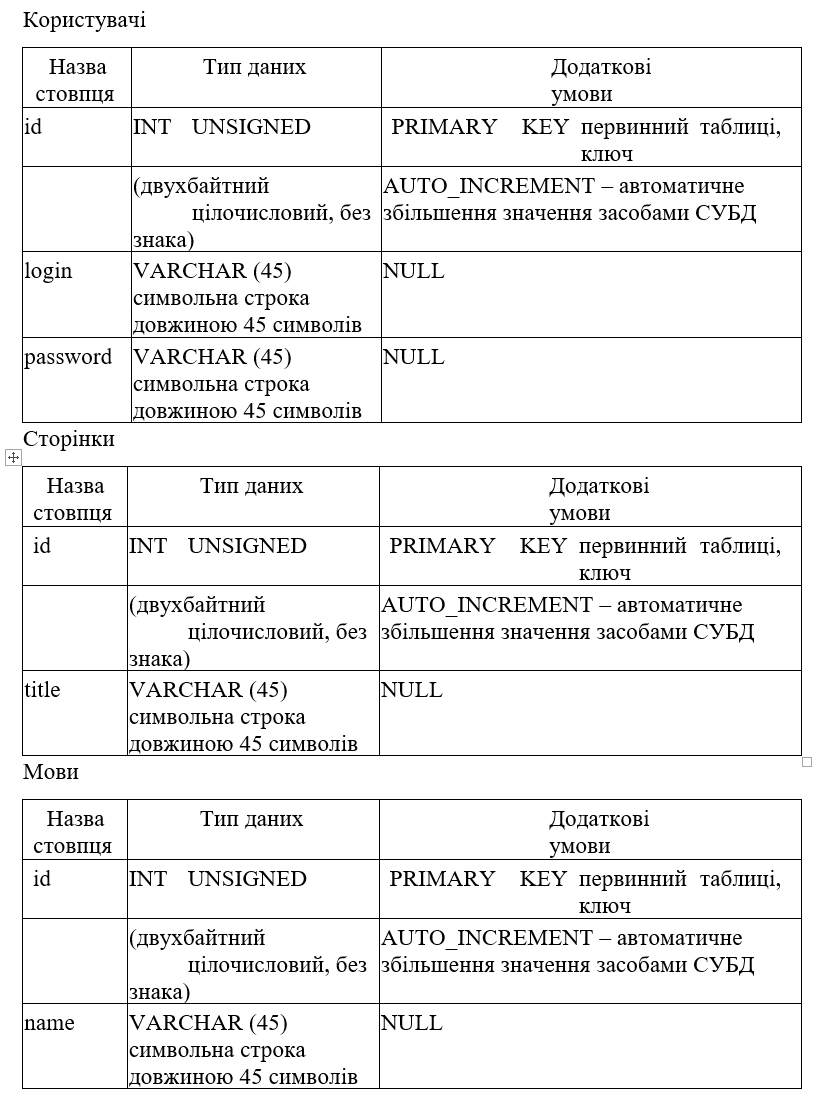 Користувачі
Назва Тип даних Додаткові
стовпця умови
id INT UNSIGNED PRIMARY KEY первинний таблиці,
ключ
(двухбайтний AUTO_INCREMENT – автоматичне
цілочисловий, без збільшення значення засобами СУБД
знака)
login VARCHAR (45) NULL
символьна строка
довжиною 45 символів
password VARCHAR (45) NULL
символьна строка
довжиною 45 символів
Сторінки
Назва Тип даних Додаткові
стовпця умови
id INT UNSIGNED PRIMARY KEY первинний таблиці,
ключ
(двухбайтний AUTO_INCREMENT – автоматичне
цілочисловий, без збільшення значення засобами СУБД
знака)
title VARCHAR (45) NULL
символьна строка
довжиною 45 символів
Мови
Назва Тип даних Додаткові
стовпця умови
id INT UNSIGNED PRIMARY KEY первинний таблиці,
ключ
(двухбайтний AUTO_INCREMENT – автоматичне
цілочисловий, без збільшення значення засобами СУБД
знака)
name VARCHAR (45) NULL
символьна строка
довжиною 45 символів